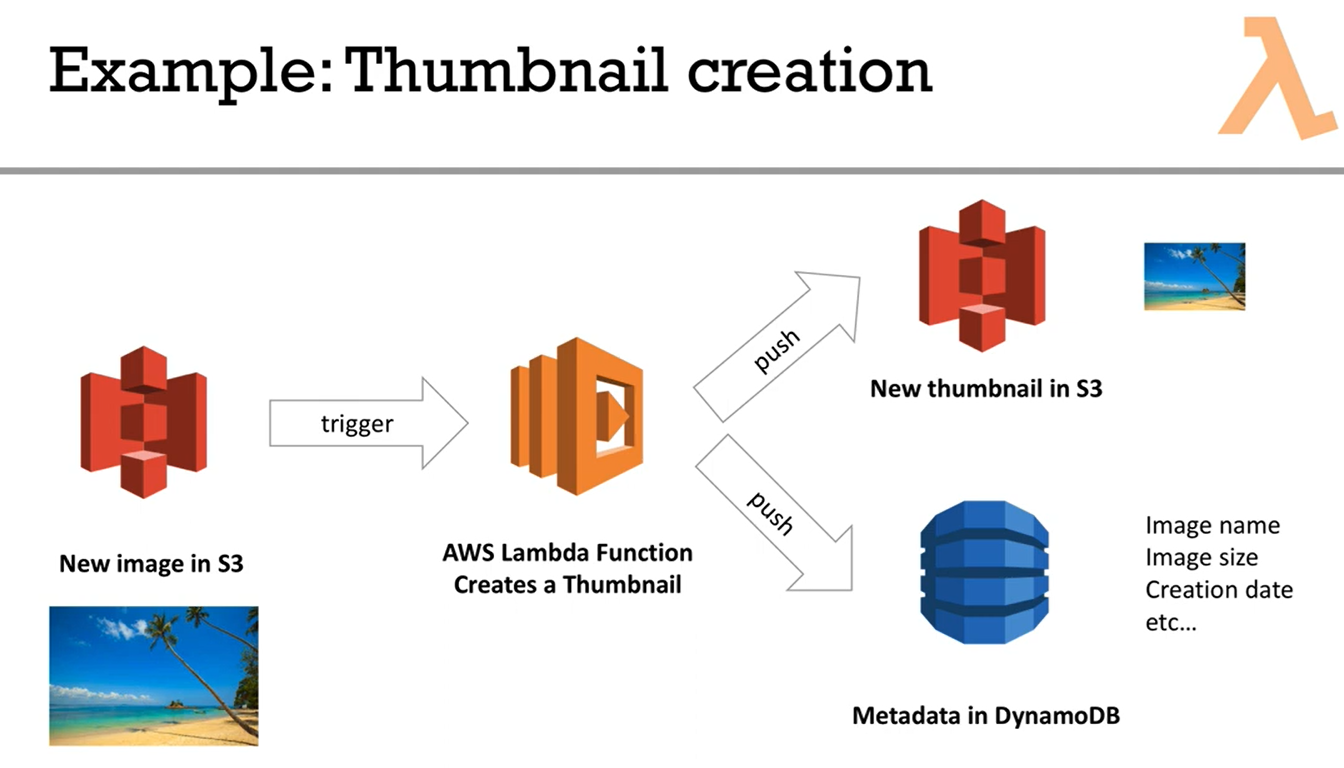 Example: Thumbnail creation
New image in S3
trigger
AWS Lambda Function
Creates a Thumbnail
push
New thumbnail in S3
push
Image name
Image size
Creation date
etc…
Metadata in DynamoDB